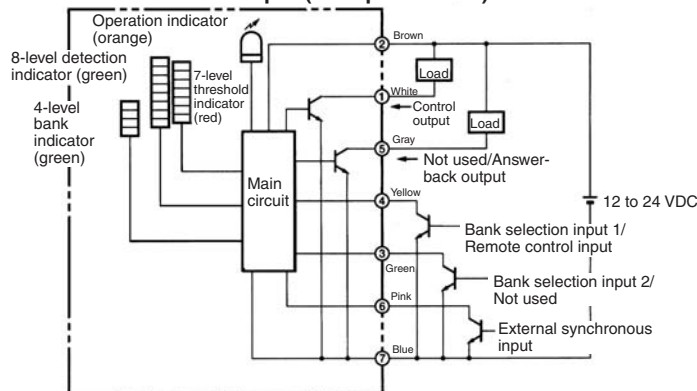 Operation indicator
(orange)
8-level detection
indicator (green)
7-level
threshold
indicator
(red)
4-level
bank
indicator
(green)
Main
circuit
2
Brown
Load
1
White
Control
output
Load
5
Gray
Not used/Answer-
back output
4
Yellow
12 to 24 VDC
Bank selection input 1/
Remote control input
3
Green
Bank selection input 2/
Not used
6
Pink
External synchronous
input
7
Blue